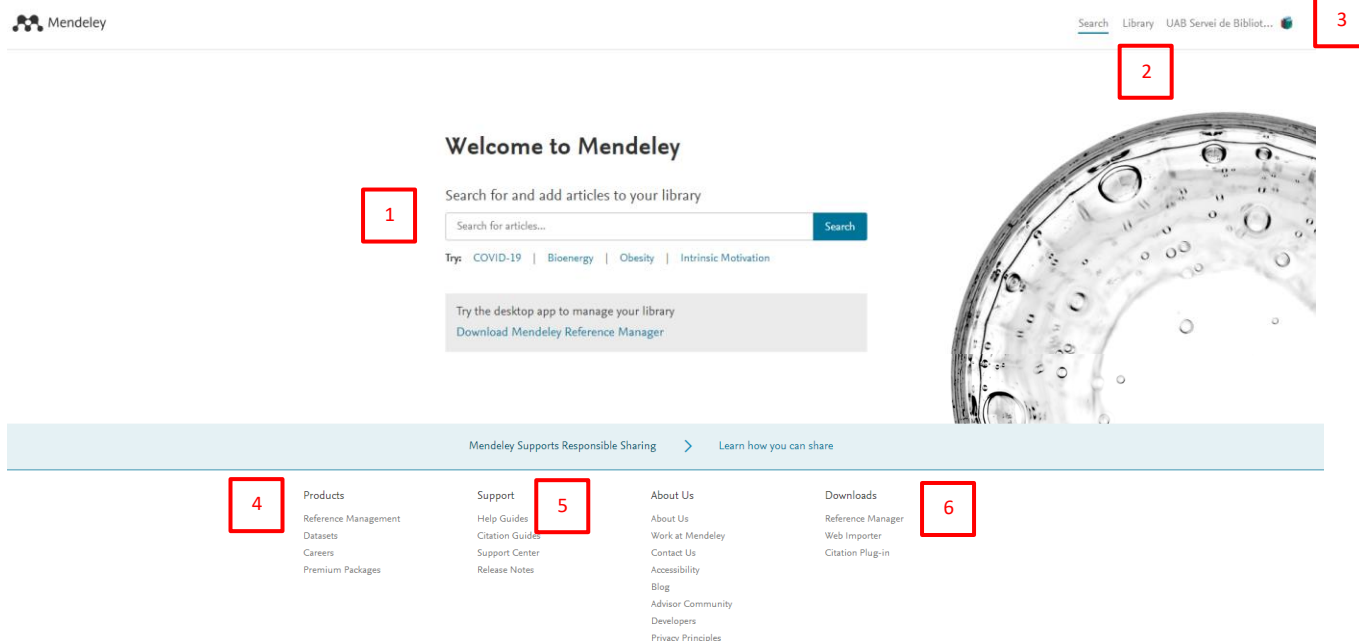 Mendeley
Search Library UAB Servei de Bibliot...
3
2
Welcome to Mendeley
Search for and add articles to your library
1
Search for articles... Search
Try: COVID-19 | Bioenergy | Obesity | Intrinsic Motivation
Try the desktop app to manage your library
Download Mendeley Reference Manager
Mendeley Supports Responsible Sharing > Learn how you can share
4
Products
Reference Management
Datasets
Careers
Premium Packages
Support
5
Help Guides
Citation Guides
Support Center
Release Notes
About Us
About Us
Work at Mendeley
Contact Us
Accessibility
Blog
Advisor Community
Developers
Privacy Principles
Downloads
6
Reference Manager
Web Importer
Citation Plug-in